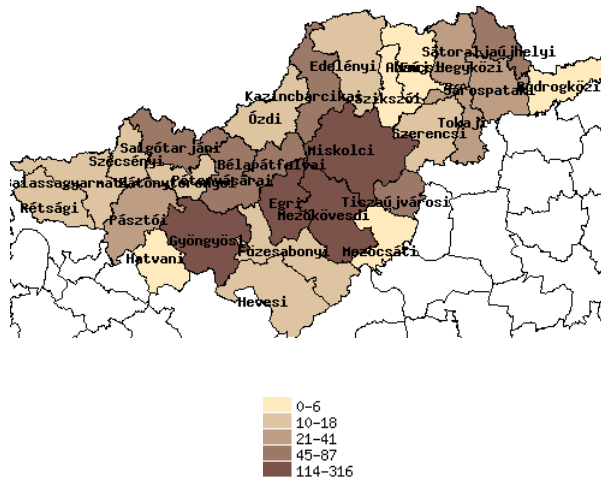 Sátoraljaújhelyi
Edelényi
Hegyközi
Bodrogközi
Sárospataki
Kazincbarcikai
Szikszói
Ózdi
Tokaji
Szerencsi
Salgótarjáni
Miskolci
Szécsényi
Bélapátfalvai
Pétervásárai
Rétsági
Egri
Tiszaújvárosi
Pásztói
Mezőkövesdi
Gyöngyösi
Füzesabonyi
Mezőcsáti
Hatvani
Hevesi
0-6
10-18
21-41
45-87
114-316